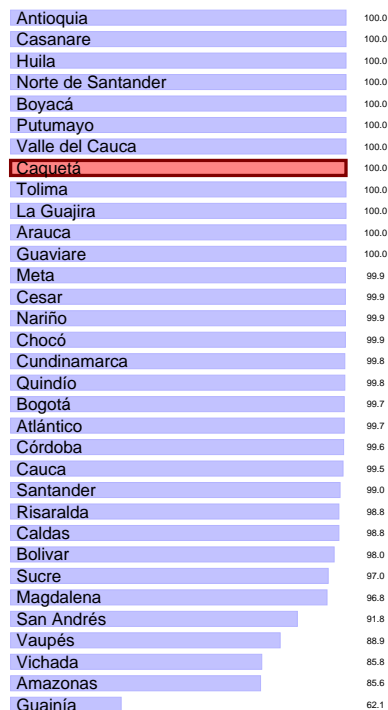 Antioquia 100.0
Casanare 100.0
Huila 100.0
Norte de Santander 100.0
Boyacá 100.0
Putumayo 100.0
Valle del Cauca 100.0
Caquetá 100.0
Tolima 100.0
La Guajira 100.0
Arauca 100.0
Guaviare 100.0
Meta 99.9
Cesar 99.9
Nariño 99.9
Chocó 99.9
Cundinamarca 99.8
Quindío 99.8
Bogotá 99.7
Atlántico 99.7
Córdoba 99.6
Cauca 99.5
Santander 99.0
Risaralda 98.8
Caldas 98.8
Bolivar 98.0
Sucre 97.0
Magdalena 96.8
San Andrés 91.8
Vaupés 88.9
Vichada 85.8
Amazonas 85.6
Guainía 62.1